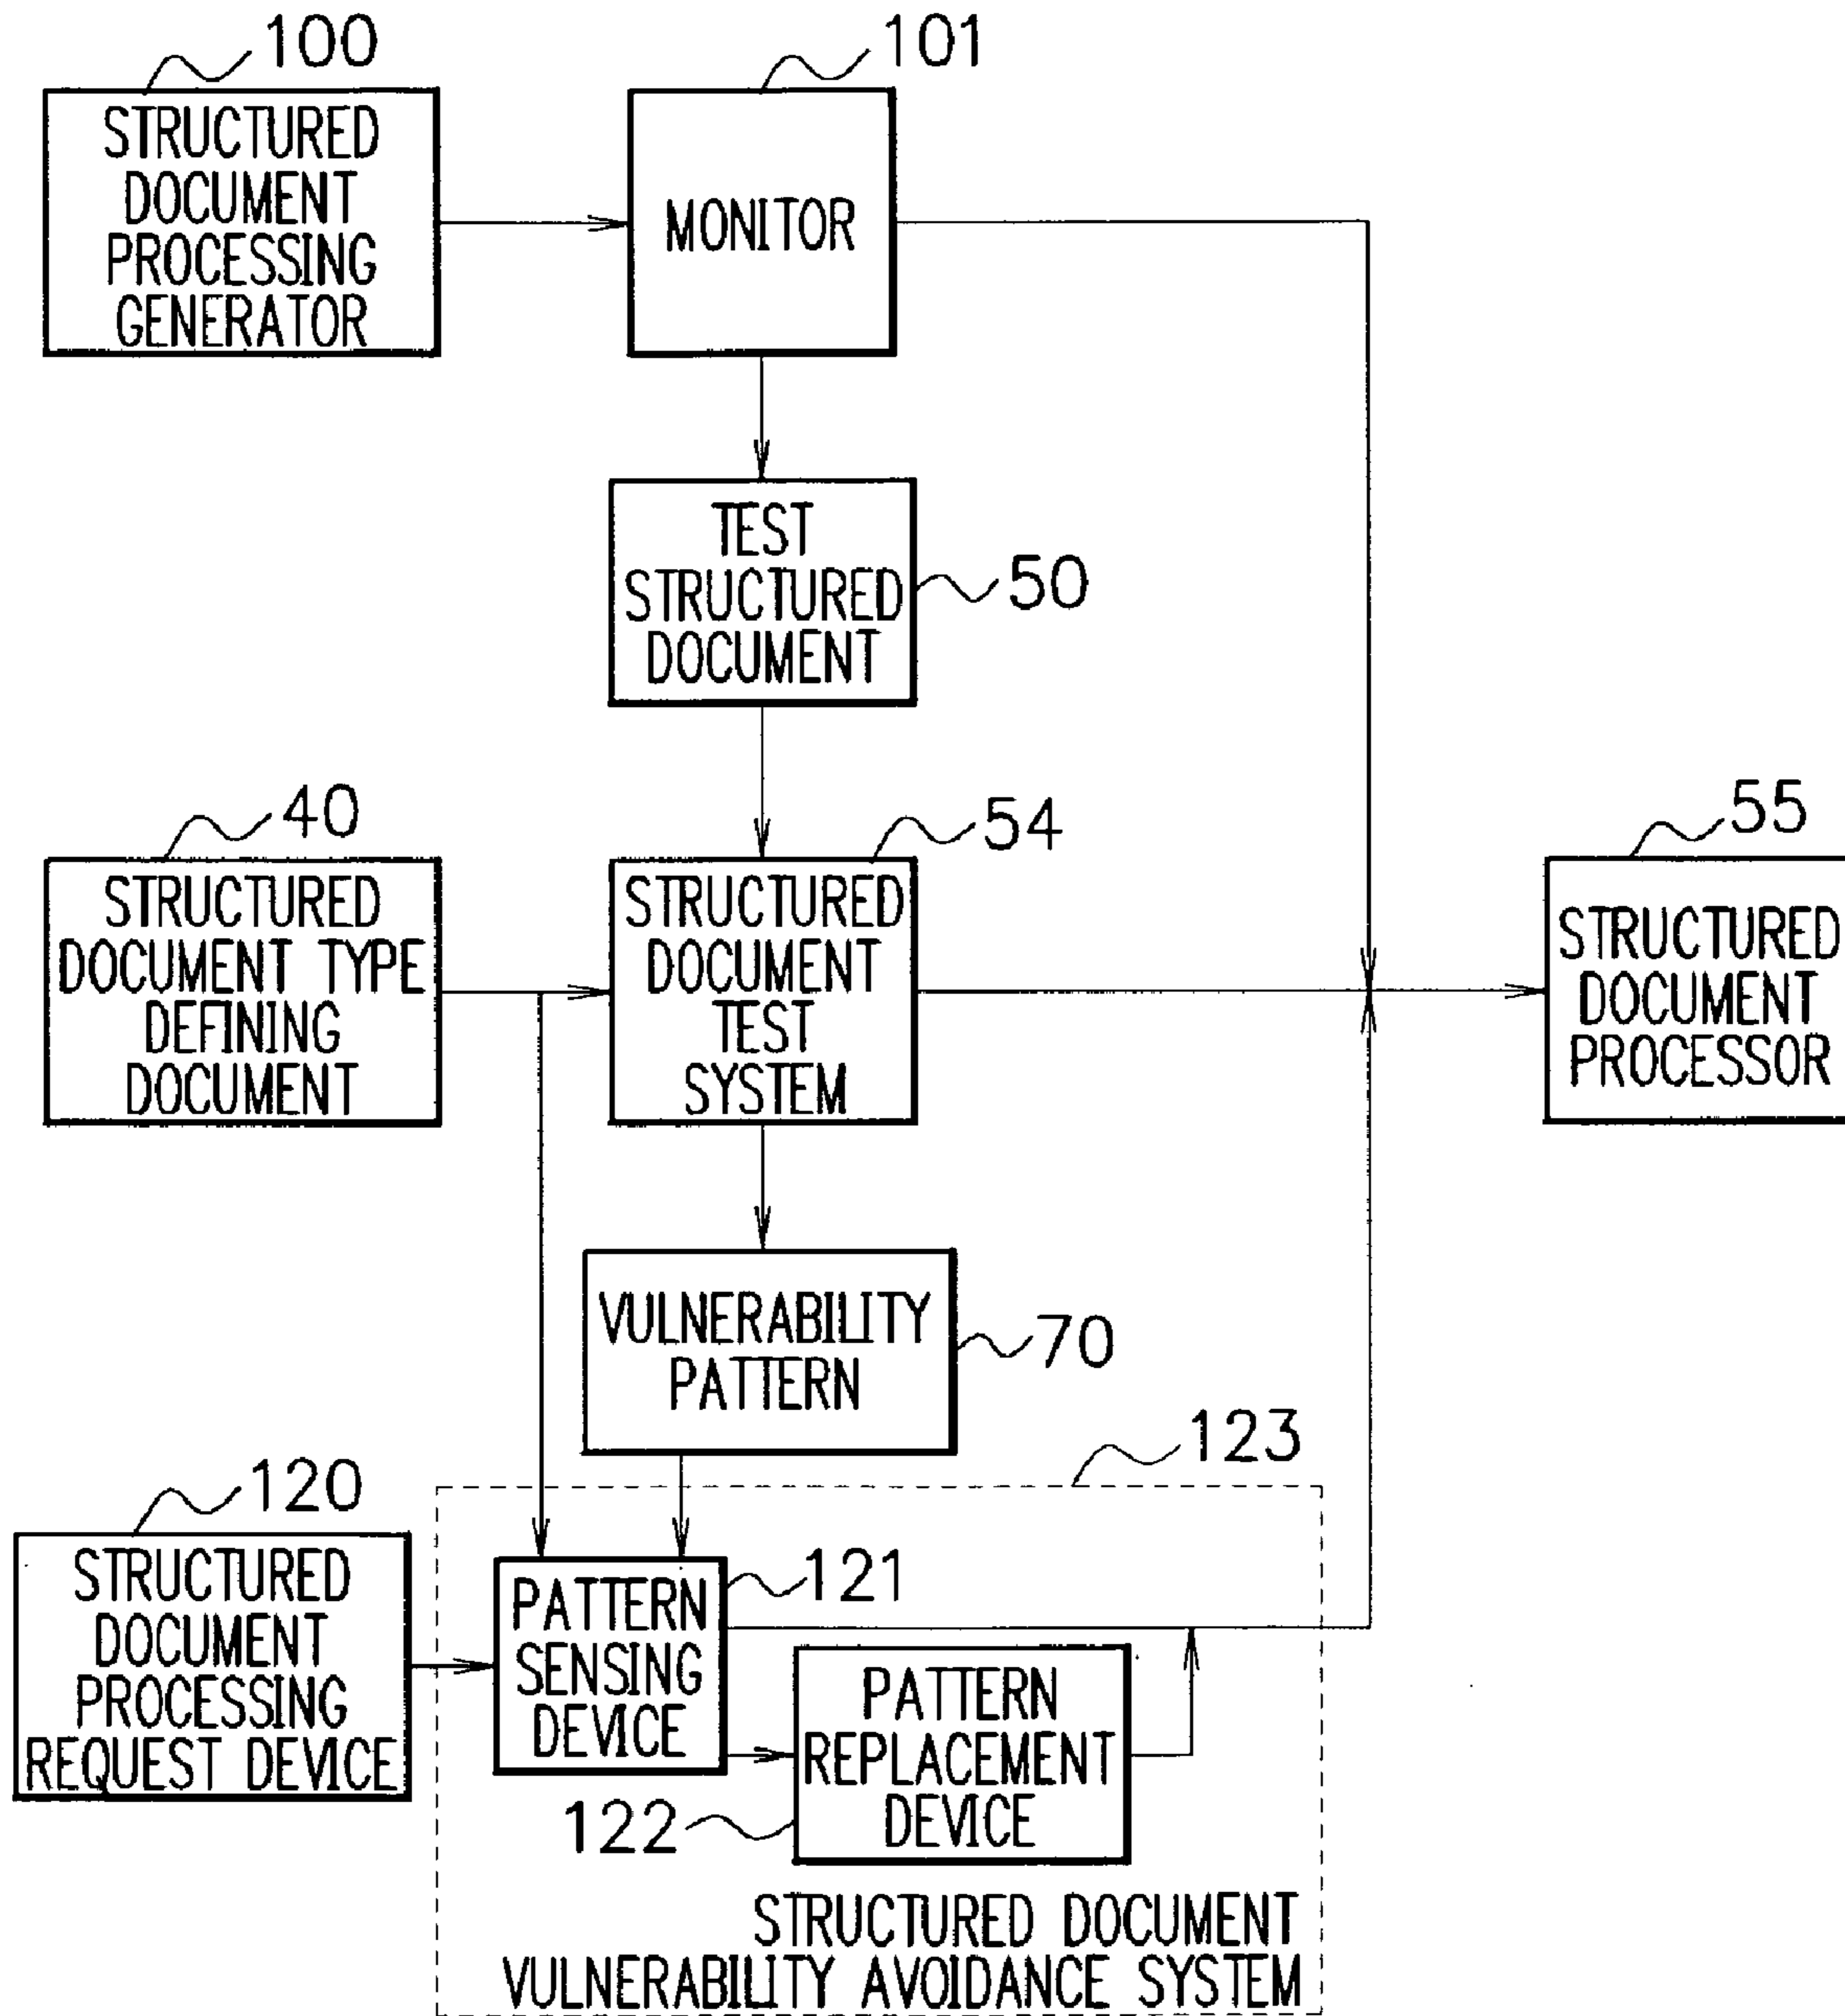 100
STRUCTURED
DOCUMENT
PROCESSING
GENERATOR
101
MONITOR
TEST
STRUCTURED
DOCUMENT
50
40
STRUCTURED
DOCUMENT TYPE
DEFINING
DOCUMENT
54
STRUCTURED
DOCUMENT
TEST
SYSTEM
55
STRUCTURED
DOCUMENT
PROCESSOR
VULNERABILITY
PATTERN
70
123
120
STRUCTURED
DOCUMENT
PROCESSING
REQUEST DEVICE
PATTERN
SENSING
DEVICE
121
PATTERN
REPLACEMENT
DEVICE
122
STRUCTURED DOCUMENT
VULNERABILITY AVOIDANCE SYSTEM